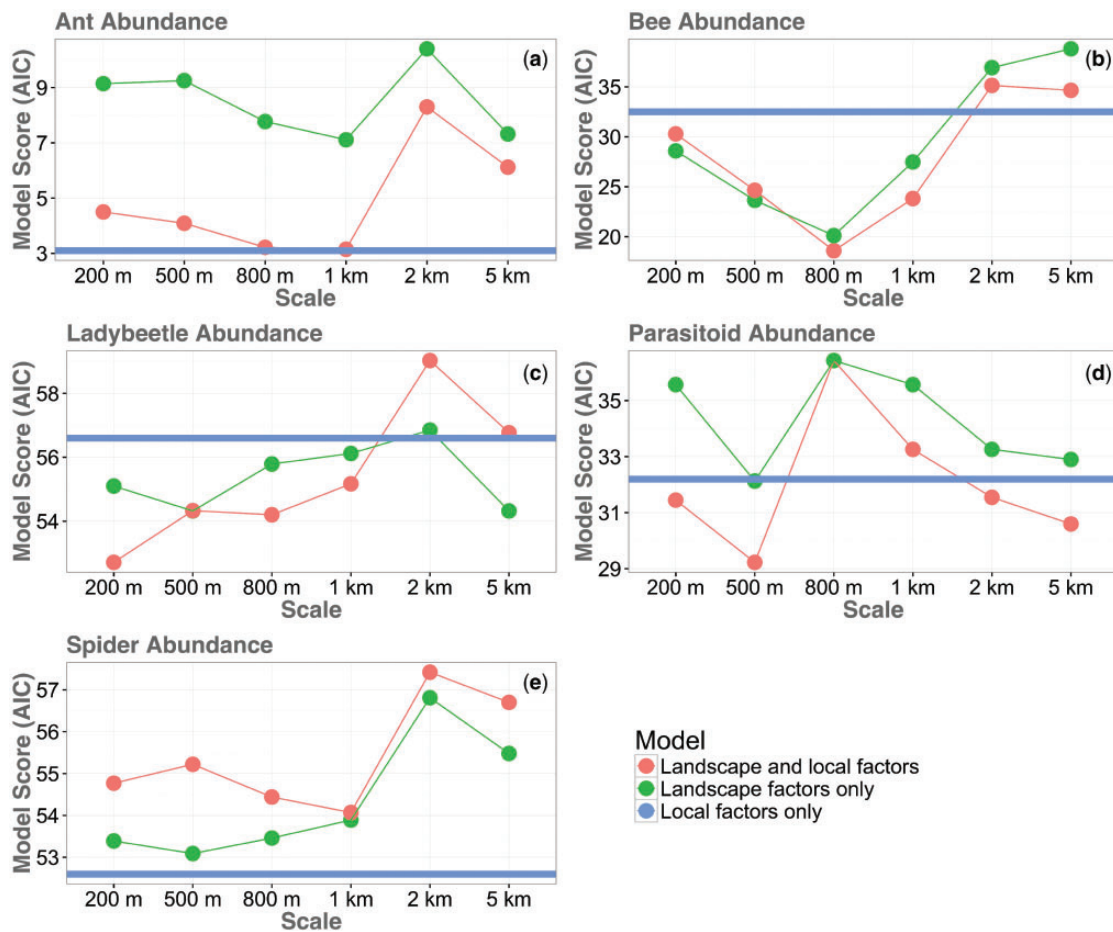 Ant Abundance
Model Score (AIC)
9
7
5
3
(a)
200 m 500 m 800 m 1 km 2 km 5 km
Scale
Bee Abundance
Model Score (AIC)
35
30
25
20
(b)
200 m 500 m 800 m 1 km 2 km 5 km
Scale
Ladybeetle Abundance
Model Score (AIC)
58
56
54
(c)
200 m 500 m 800 m 1 km 2 km 5 km
Scale
Parasitoid Abundance
Model Score (AIC)
35
33
31
29
(d)
200 m 500 m 800 m 1 km 2 km 5 km
Scale
Spider Abundance
Model Score (AIC)
57
56
55
54
53
(e)
200 m 500 m 800 m 1 km 2 km 5 km
Scale
Model
Landscape and local factors
Landscape factors only
Local factors only